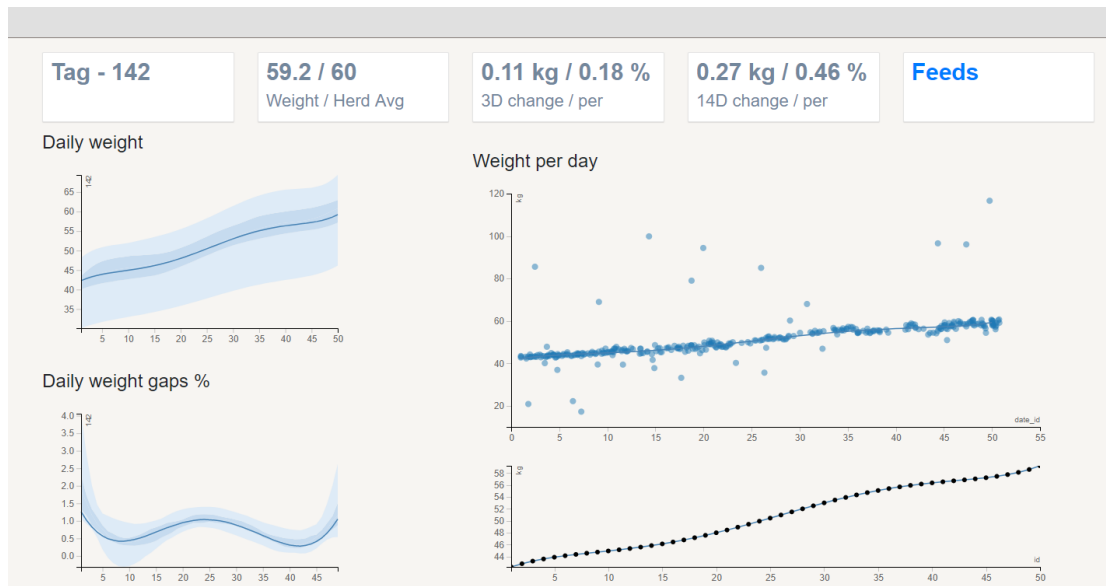 Tag - 142
59.2 / 60
Weight / Herd Avg
0.11 kg / 0.18 %
3D change / per
0.27 kg / 0.46 %
14D change / per
Feeds
Daily weight
142
65
60
55
50
45
40
35
5 10 15 20 25 30 35 40 45 50
Weight per day
kg
120
100
80
60
40
20
date_id
0 5 10 15 20 25 30 35 40 45 50 55
Daily weight gaps %
142
4.0
3.5
3.0
2.5
2.0
1.5
1.0
0.5
0.0
5 10 15 20 25 30 35 40 45
kg
58
56
54
52
50
48
46
44
id
5 10 15 20 25 30 35 40 45 50